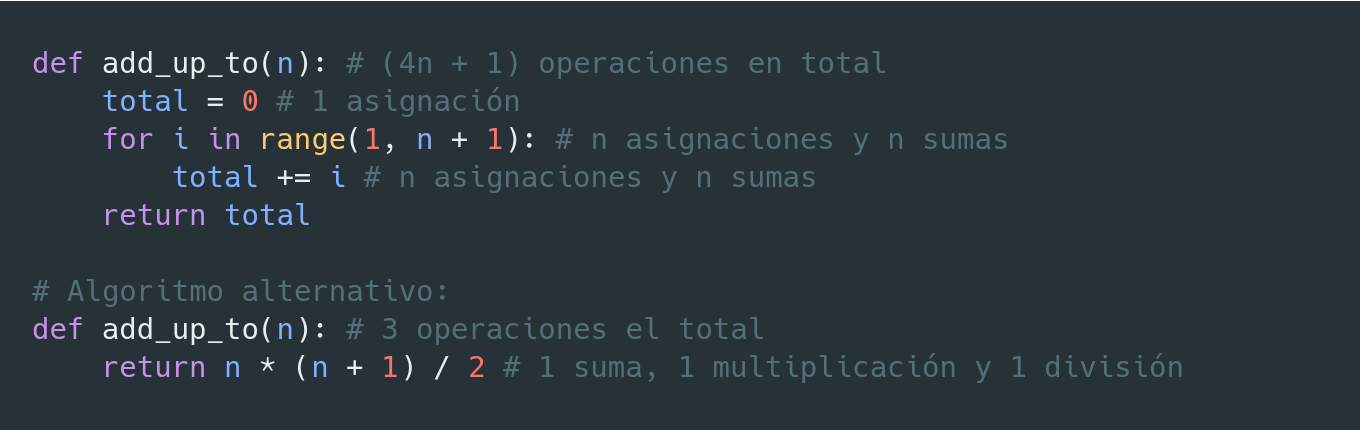 def add_up_to(n): # (4n + 1) operaciones en total
    total = 0 # 1 asignación
    for i in range(1, n + 1): # n asignaciones y n sumas
        total += i # n asignaciones y n sumas
    return total

# Algoritmo alternativo:
def add_up_to(n): # 3 operaciones el total
    return n * (n + 1) / 2 # 1 suma, 1 multiplicación y 1 división